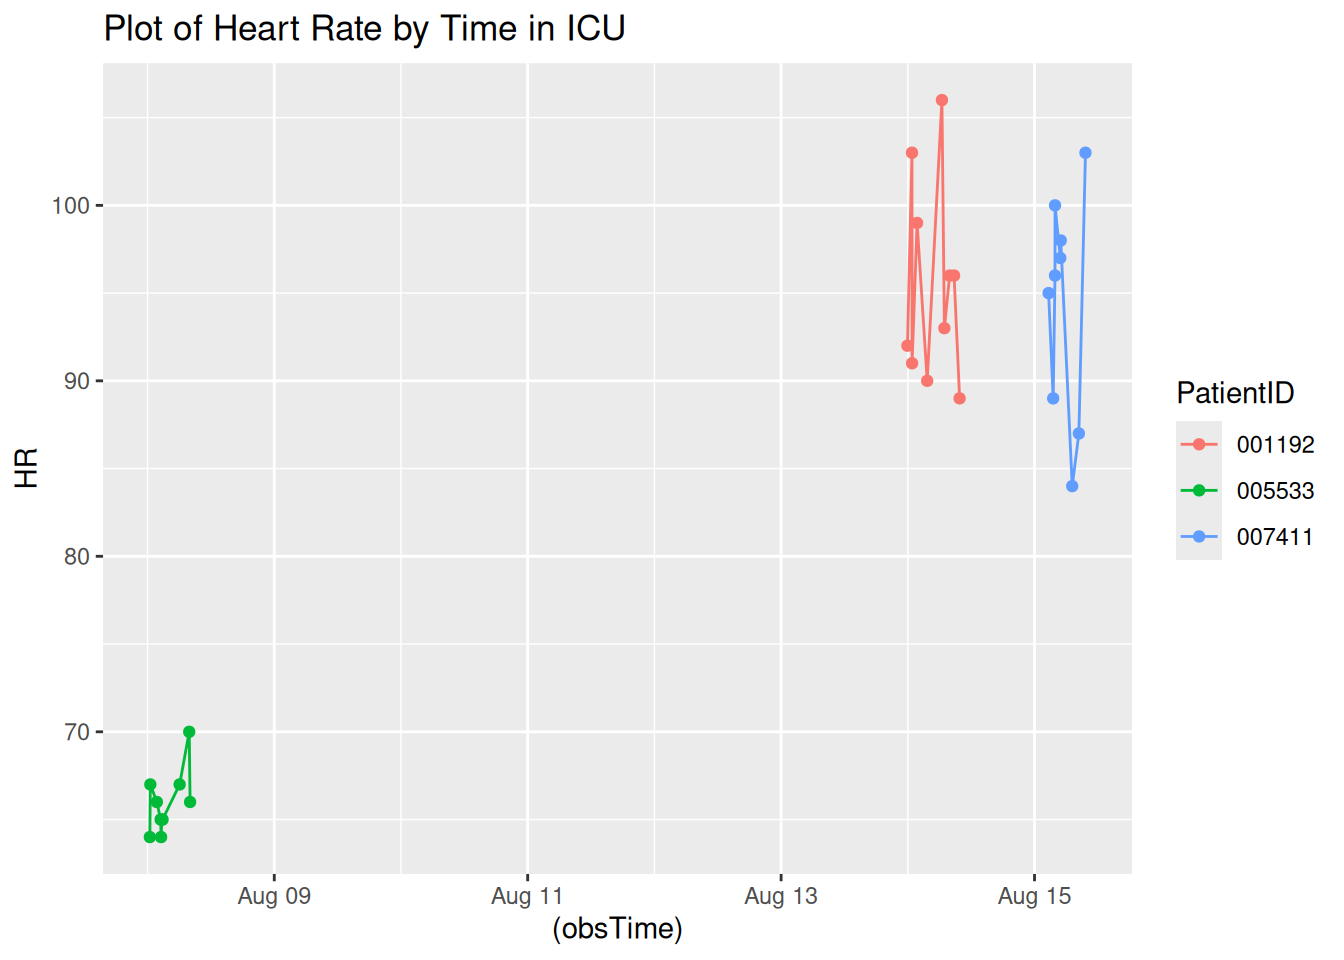 Plot of Heart Rate by Time in ICU
100
90
80
70
HR
Aug 09
Aug 11
Aug 13
Aug 15
(obsTime)
PatientID
001192
005533
007411